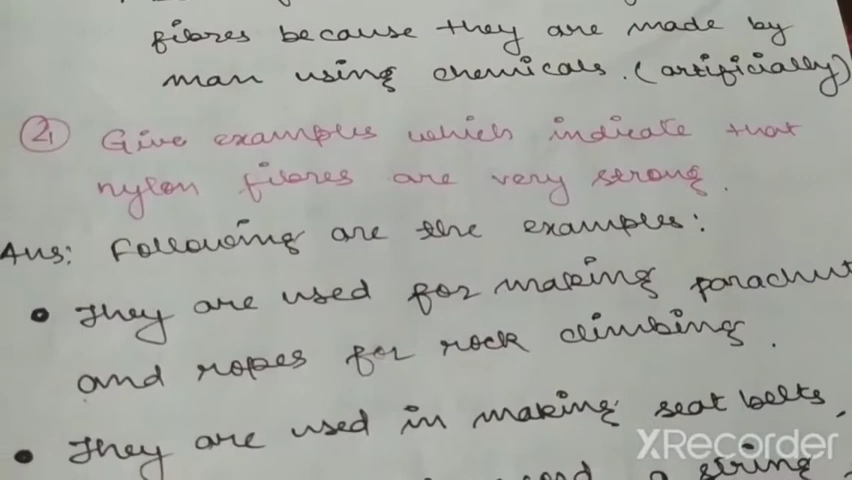 fibres because they are made by
man using chemicals. (artificially)
2, Give examples which indicate that
nylon fibres are very strong.
Ans: Following are the examples:
• They are used for making parachut
and ropes for rock climbing.
• They are used in making seat belts,
a string
XRecorder